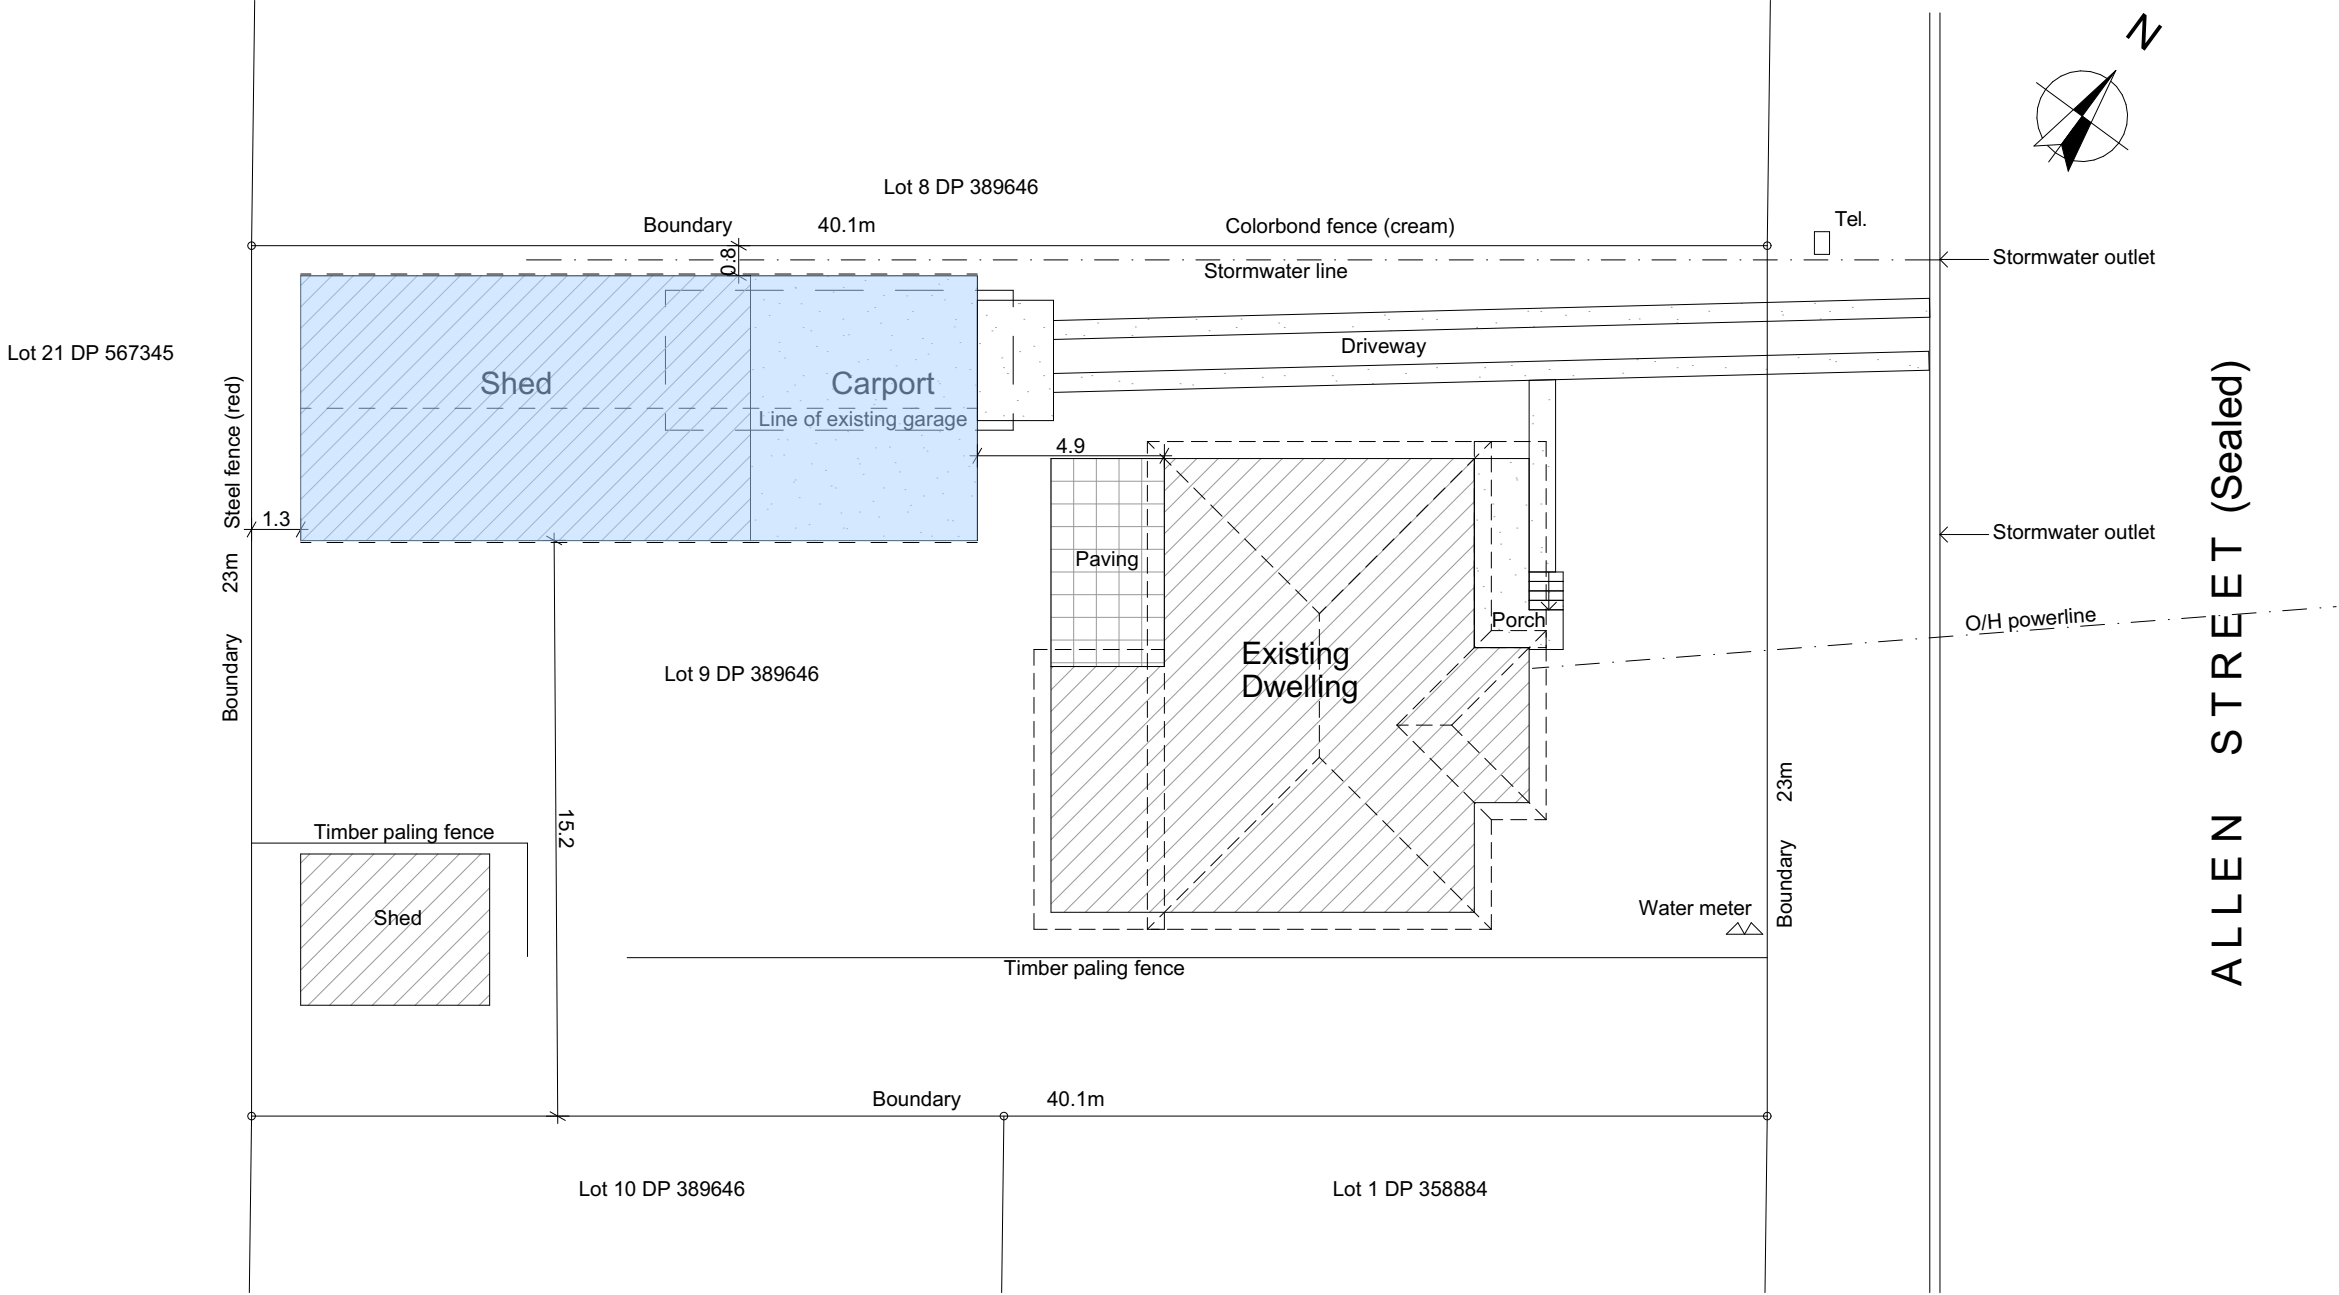 N
Lot 8 DP 389646
Boundary 40.1m
Colorbond fence (cream)
Tel.
0.8
Stormwater line
Stormwater outlet
Lot 21 DP 567345
Driveway
Shed
Carport
Line of existing garage
4.9
Steel fence (red)
1.3
Boundary 23m
Paving
Stormwater outlet
Porch
O/H powerline
ALLEN STREET (Sealed)
Existing
Dwelling
Lot 9 DP 389646
15.2
Timber paling fence
Shed
Boundary 23m
Water meter
Timber paling fence
Boundary 40.1m
Lot 10 DP 389646
Lot 1 DP 358884